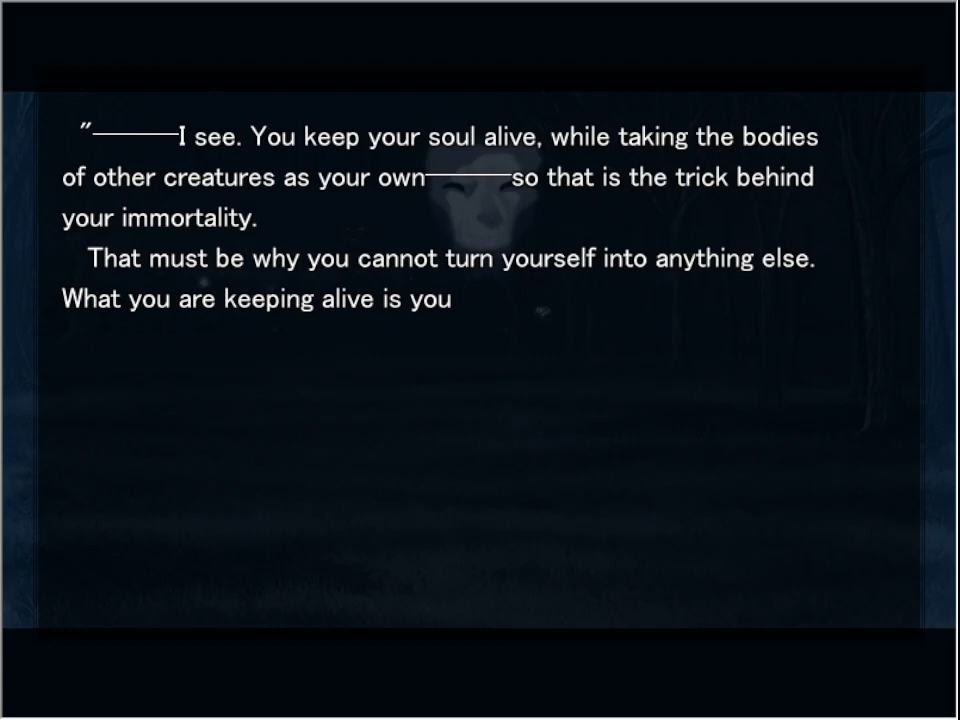 "―――I see. You keep your soul alive, while taking the bodies
of other creatures as your own―――so that is the trick behind
your immortality.
That must be why you cannot turn yourself into anything else.
What you are keeping alive is you